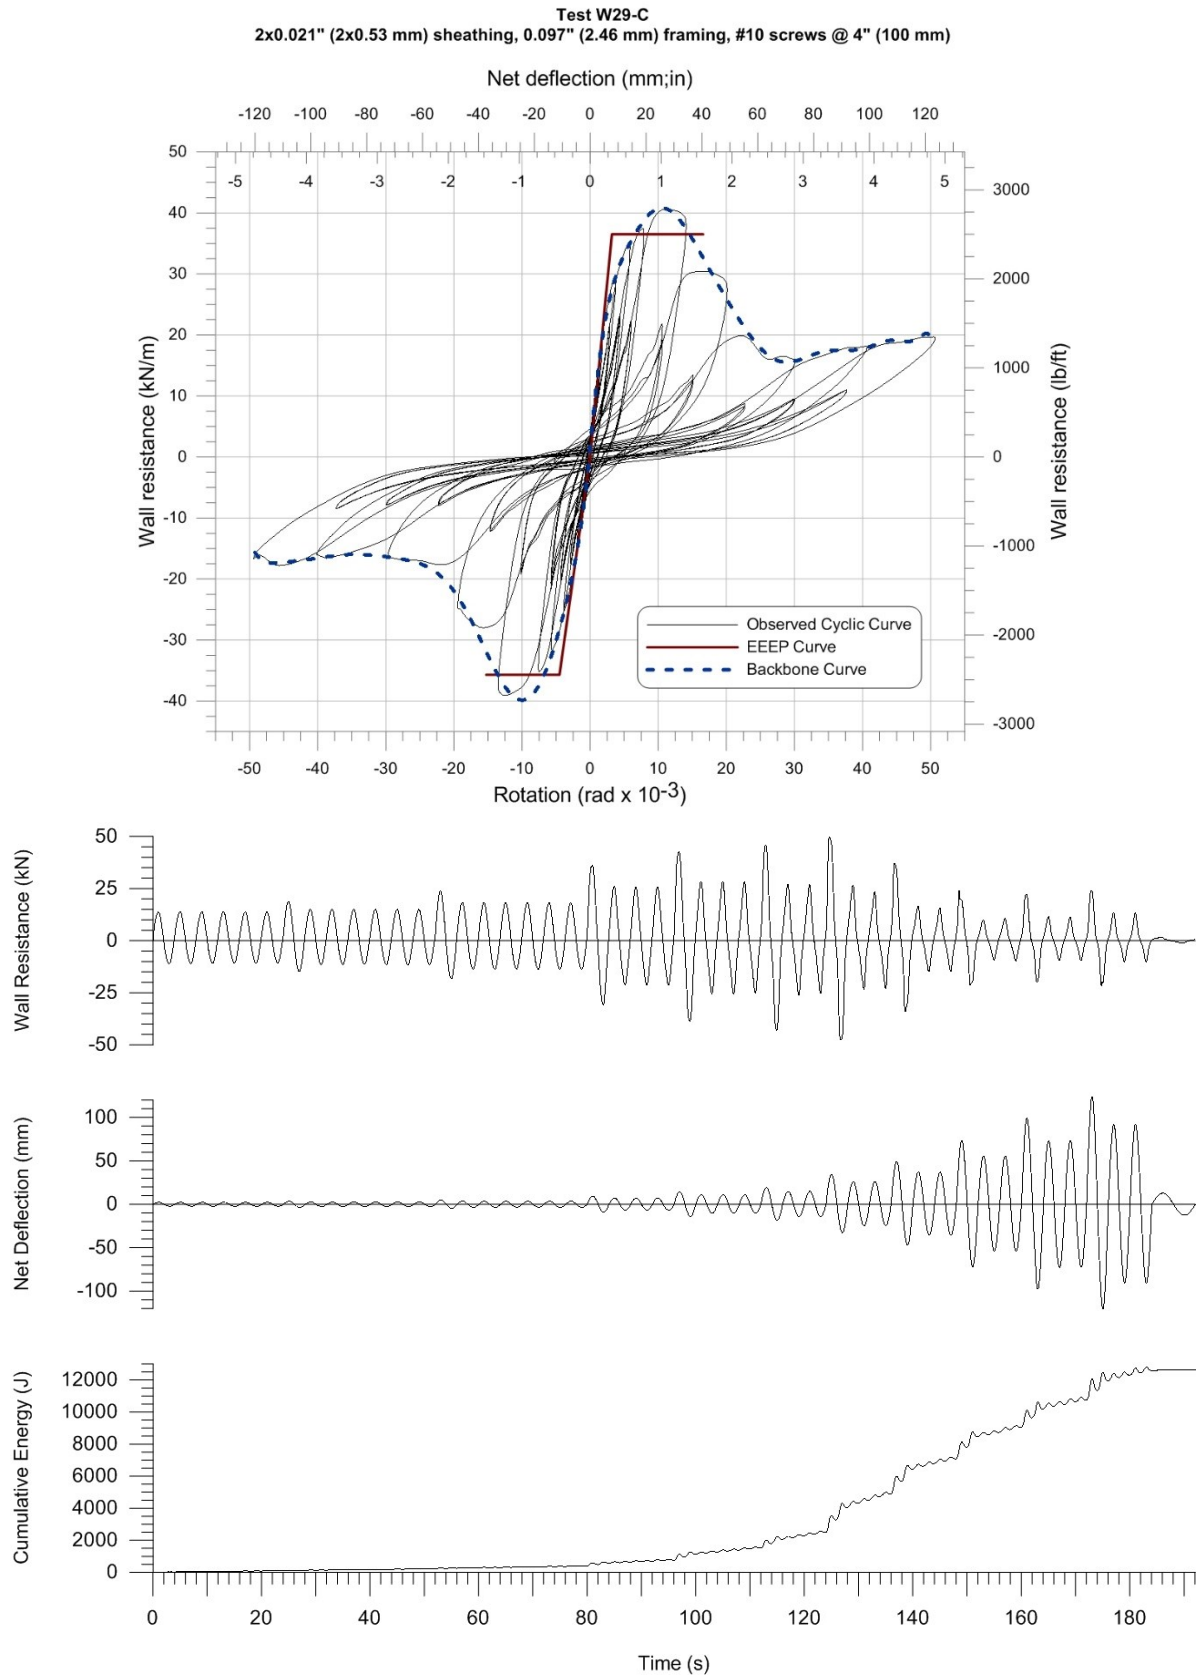 Test W29-C
2x0.021" (2x0.53 mm) sheathing, 0.097" (2.46 mm) framing, #10 screws @ 4" (100 mm)
Net deflection (mm;in)
-120 -100 -80 -60 -40 -20 0 20 40 60 80 100 120
-5 -4 -3 -2 -1 0 1 2 3 4 5
Wall resistance (kN/m)
50
40
30
20
10
0
-10
-20
-30
-40
Wall resistance (lb/ft)
3000
2000
1000
0
-1000
-2000
-3000
Observed Cyclic Curve
EEEP Curve
Backbone Curve
-50 -40 -30 -20 -10 0 10 20 30 40 50
Rotation (rad x 10-3)
Wall Resistance (kN)
50
25
0
-25
-50
Net Deflection (mm)
100
50
0
-50
-100
Cumulative Energy (J)
12000
10000
8000
6000
4000
2000
0
0 20 40 60 80 100 120 140 160 180
Time (s)